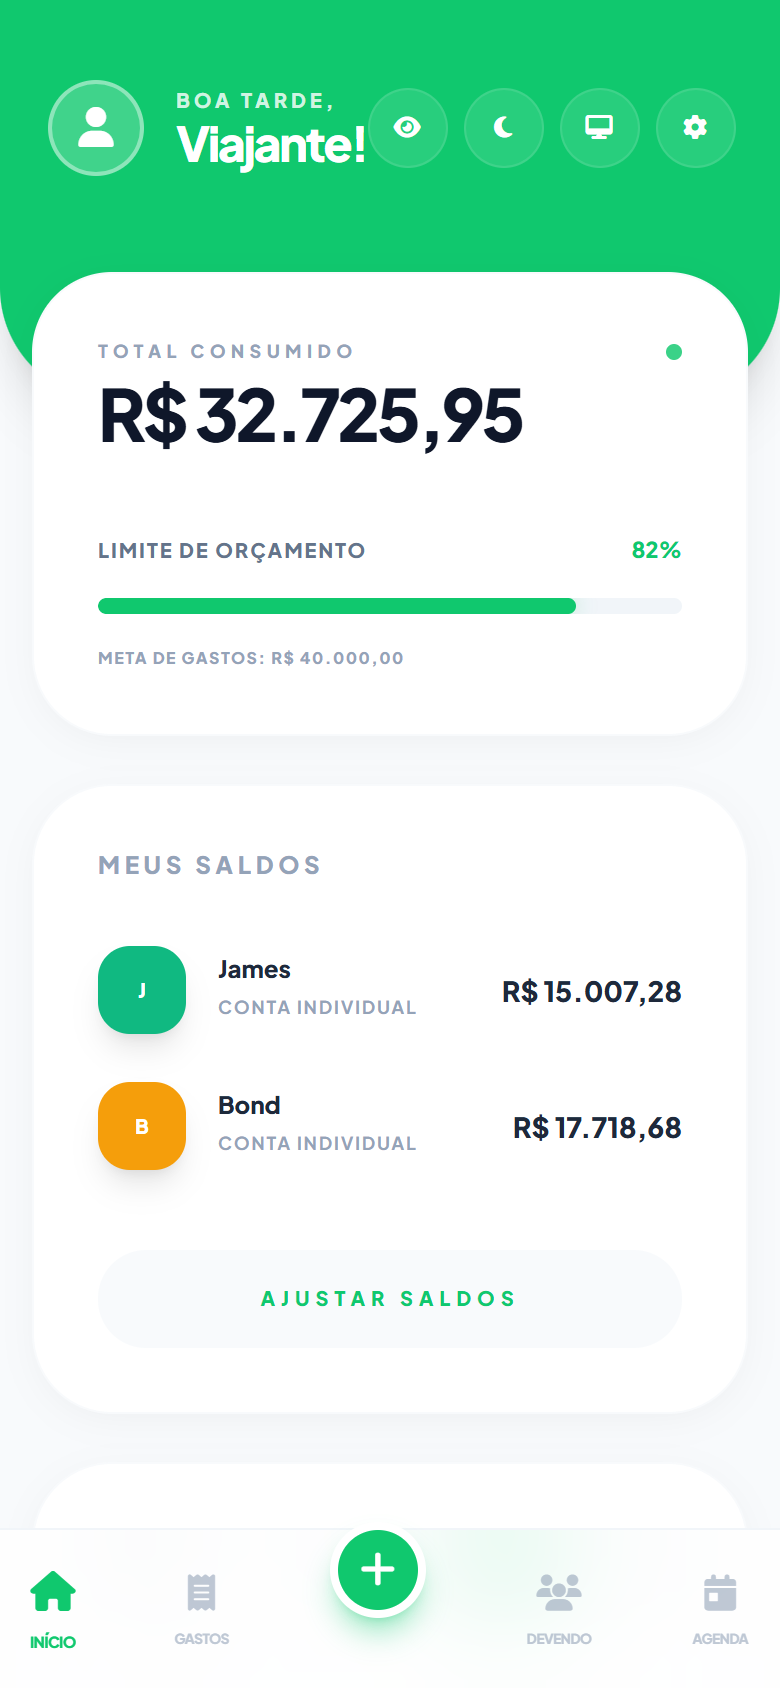 BOA TARDE,
Viajante!
TOTAL CONSUMIDO
R$ 32.725,95
LIMITE DE ORÇAMENTO 82%
META DE GASTOS: R$ 40.000,00
MEUS SALDOS
J
James
CONTA INDIVIDUAL
R$ 15.007,28
B
Bond
CONTA INDIVIDUAL
R$ 17.718,68
AJUSTAR SALDOS
INÍCIO GASTOS DEVENDO AGENDA